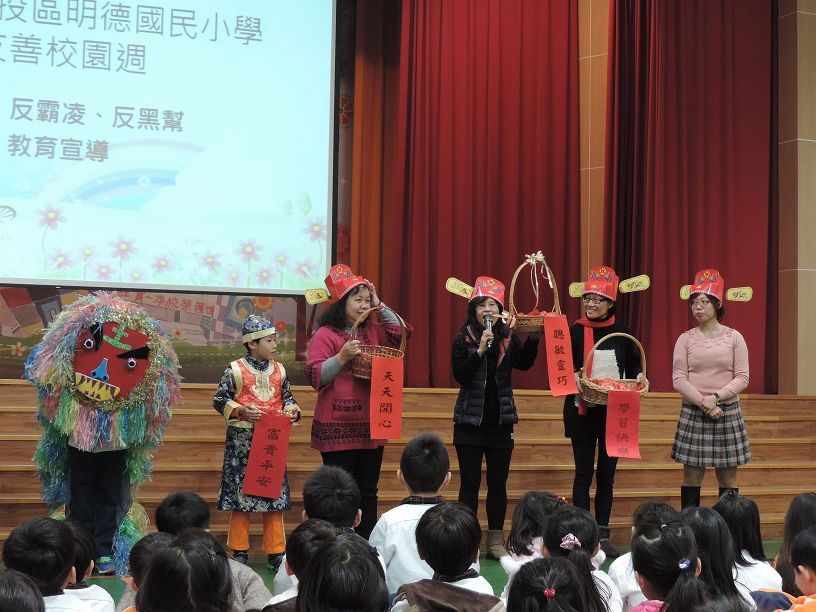 投區明德國民小學
友善校園週
反霸凌、反黑幫
教育宣導
富貴平安
天天開心
聰敏靈巧
學習快樂
王